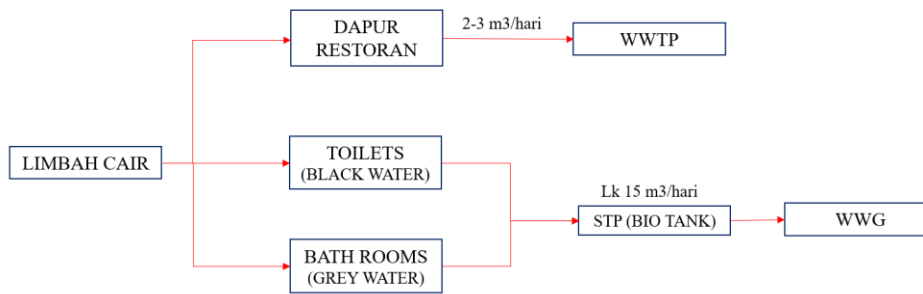 DAPUR
RESTORAN
2-3 m3/hari
WWTP
LIMBAH CAIR
TOILETS
(BLACK WATER)
Lk 15 m3/hari
STP (BIO TANK)
WWG
BATH ROOMS
(GREY WATER)